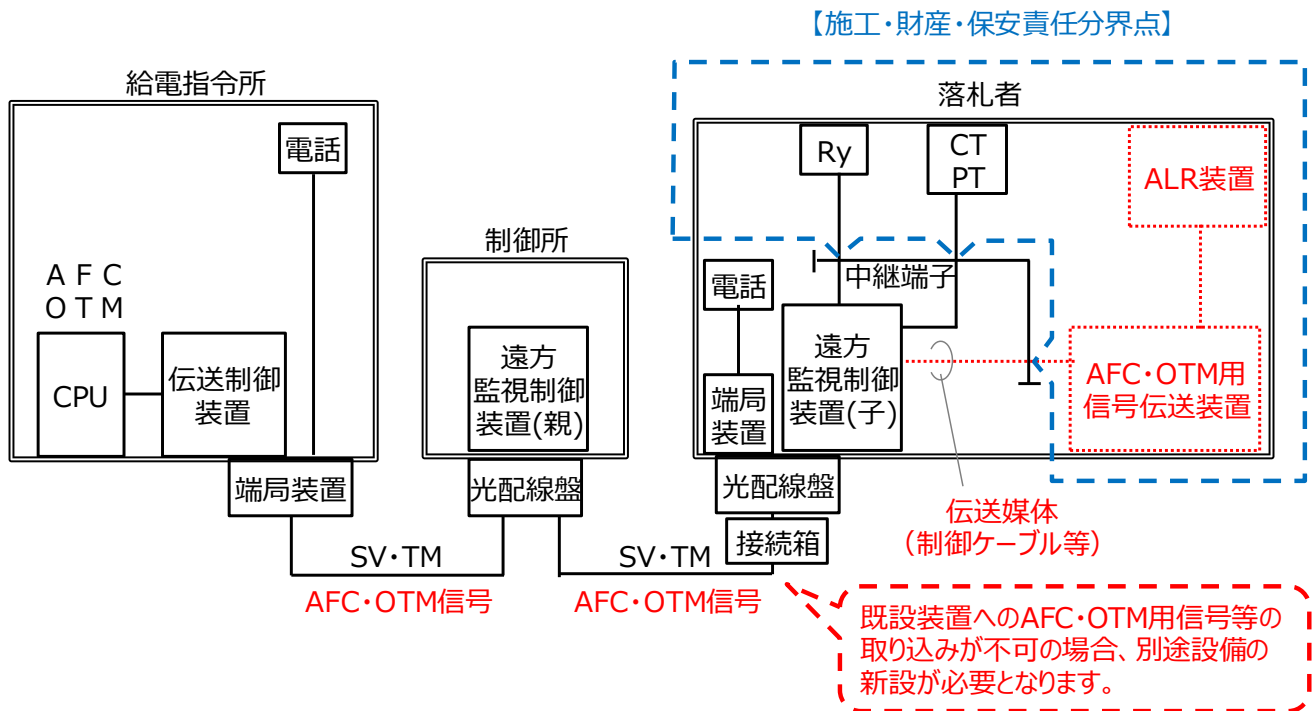 【施工・財産・保安責任分界点】
給電指令所
電話
ＡＦＣ
ＯＴＭ
CPU
伝送制御
装置
端局装置
制御所
遠方
監視制御
装置(親)
光配線盤
落札者
Ry
CT
PT
ALR装置
中継端子
電話
端局
装置
遠方
監視制御
装置(子)
AFC・OTM用
信号伝送装置
光配線盤
接続箱
伝送媒体
（制御ケーブル等）
SV・TM
AFC・OTM信号
SV・TM
AFC・OTM信号
既設装置へのAFC・OTM用信号等の
取り込みが不可の場合、別途設備の
新設が必要となります。